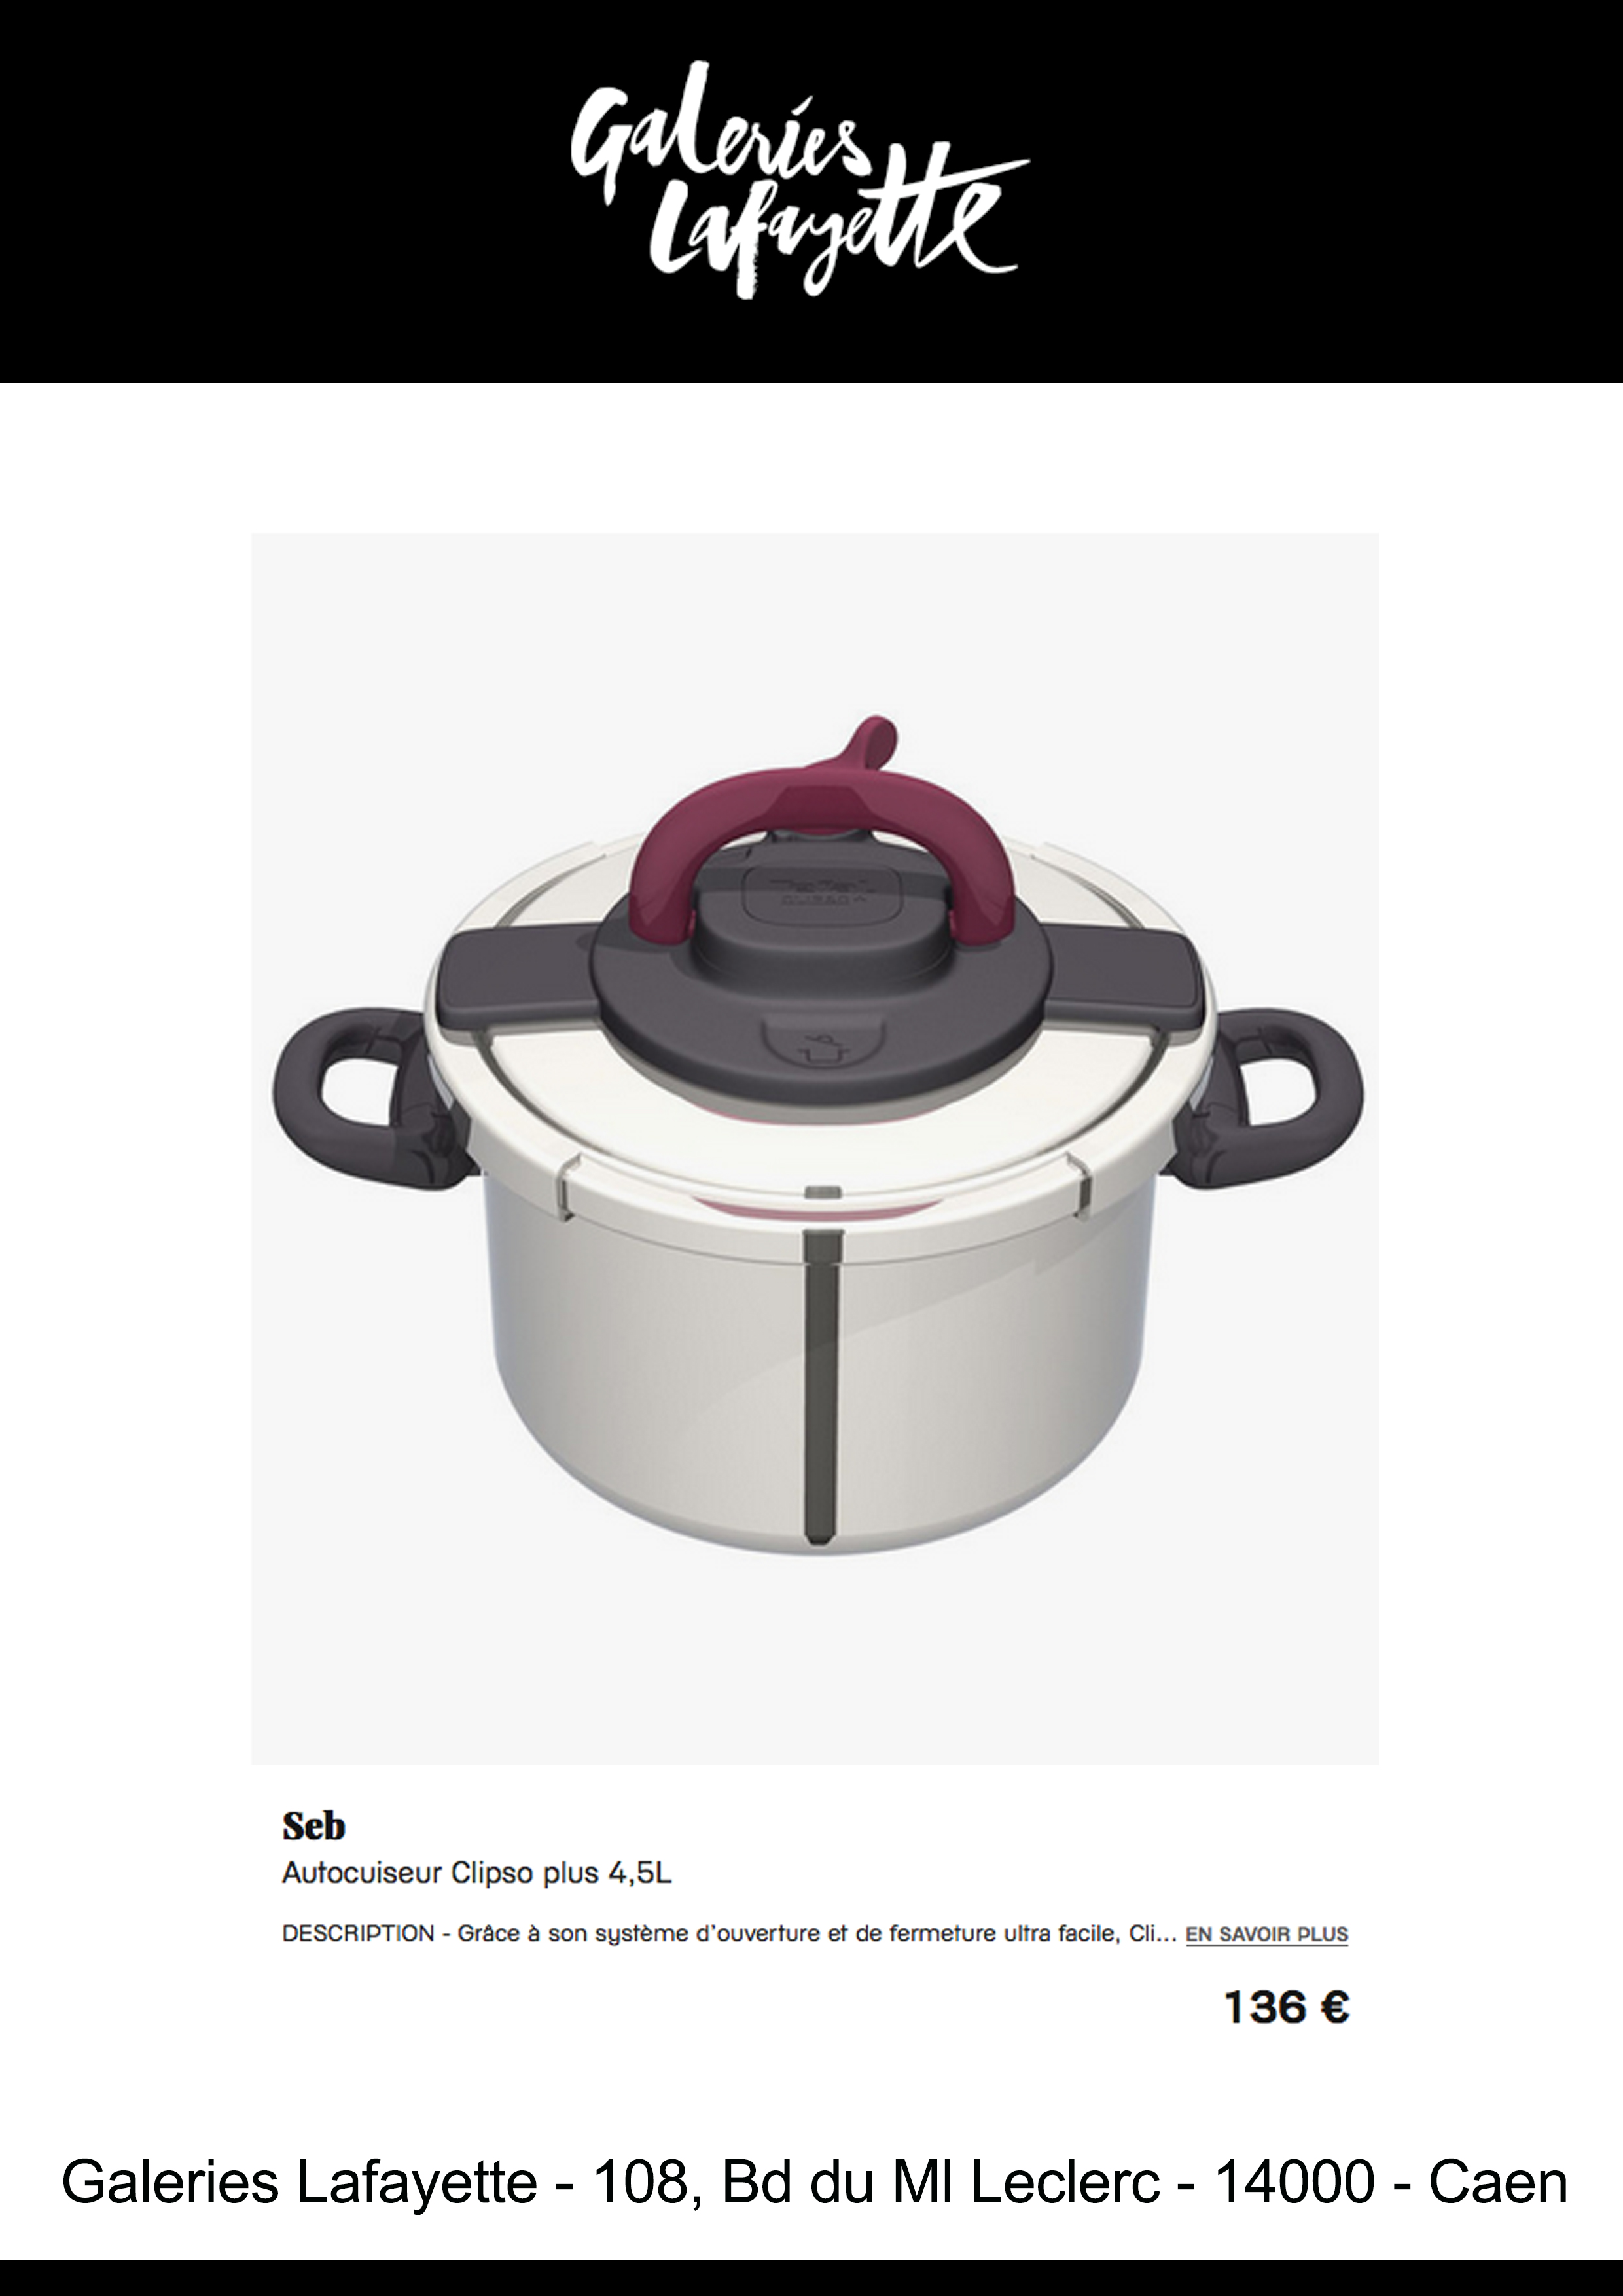 Galeries
Lafayette
Seb
Autocuiseur Clipso plus 4,5L
DESCRIPTION - Grâce à son système d'ouverture et de fermeture ultra facile, Cli... EN SAVOIR PLUS
136 €
Galeries Lafayette - 108, Bd du Ml Leclerc - 14000 - Caen